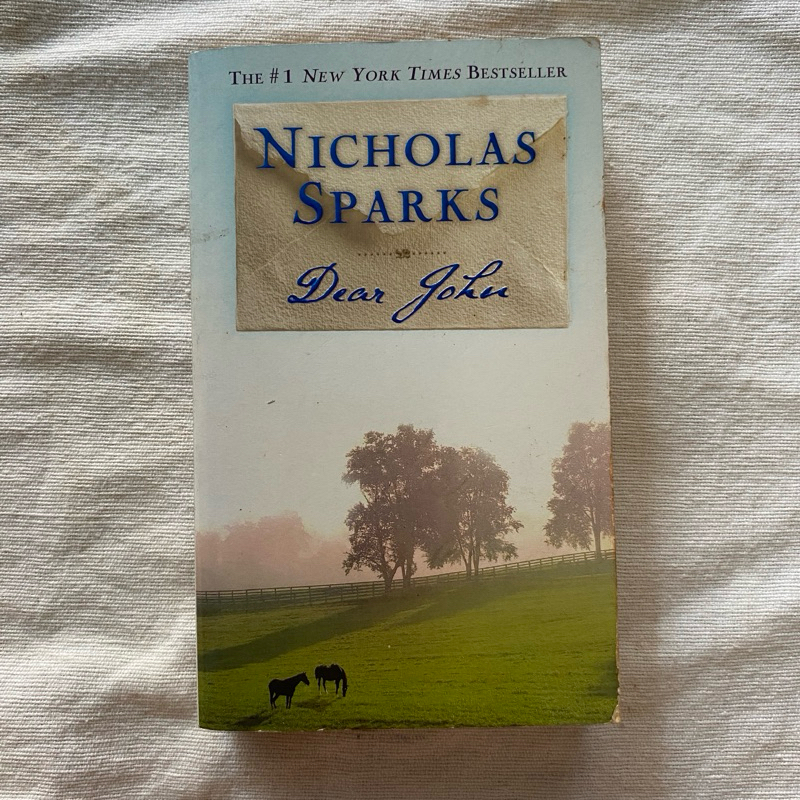 THE #1 NEW YORK TIMES BESTSELLER
NICHOLAS
SPARKS
Dear John